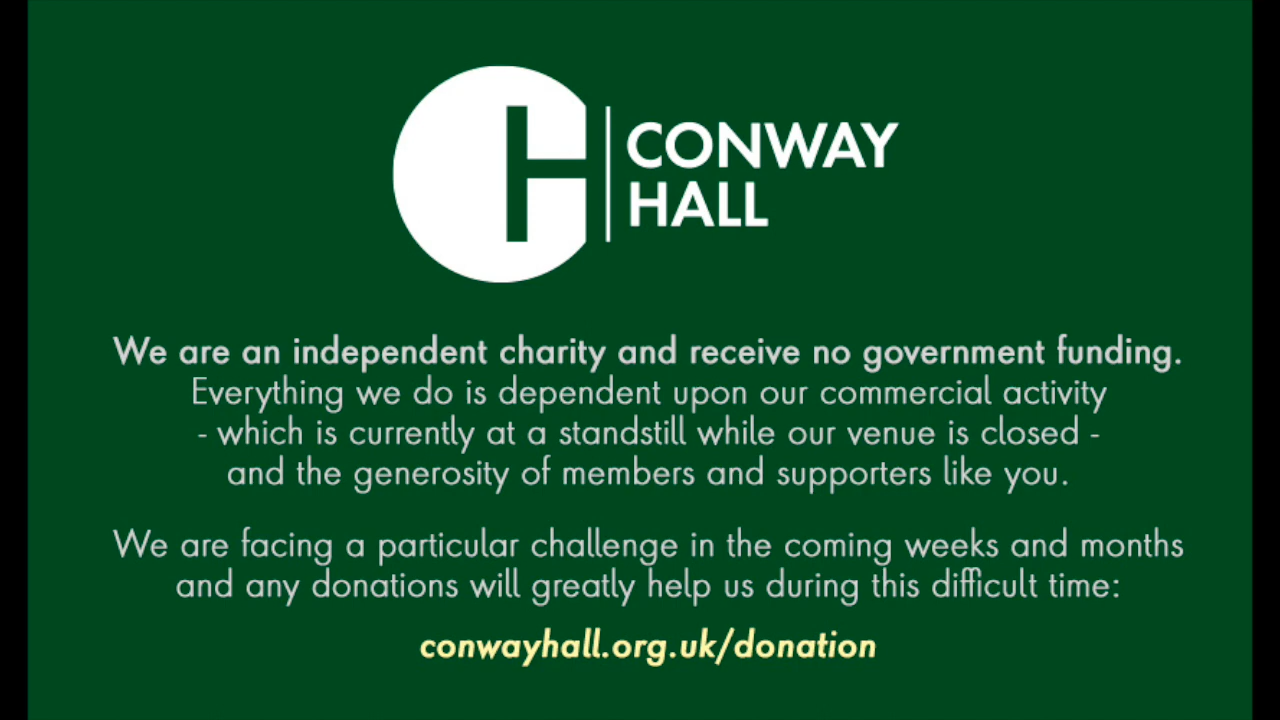 CONWAY
HALL
We are an independent charity and receive no government funding.
Everything we do is dependent upon our commercial activity
- which is currently at a standstill while our venue is closed -
and the generosity of members and supporters like you.
We are facing a particular challenge in the coming weeks and months
and any donations will greatly help us during this difficult time:
conwayhall.org.uk/donation